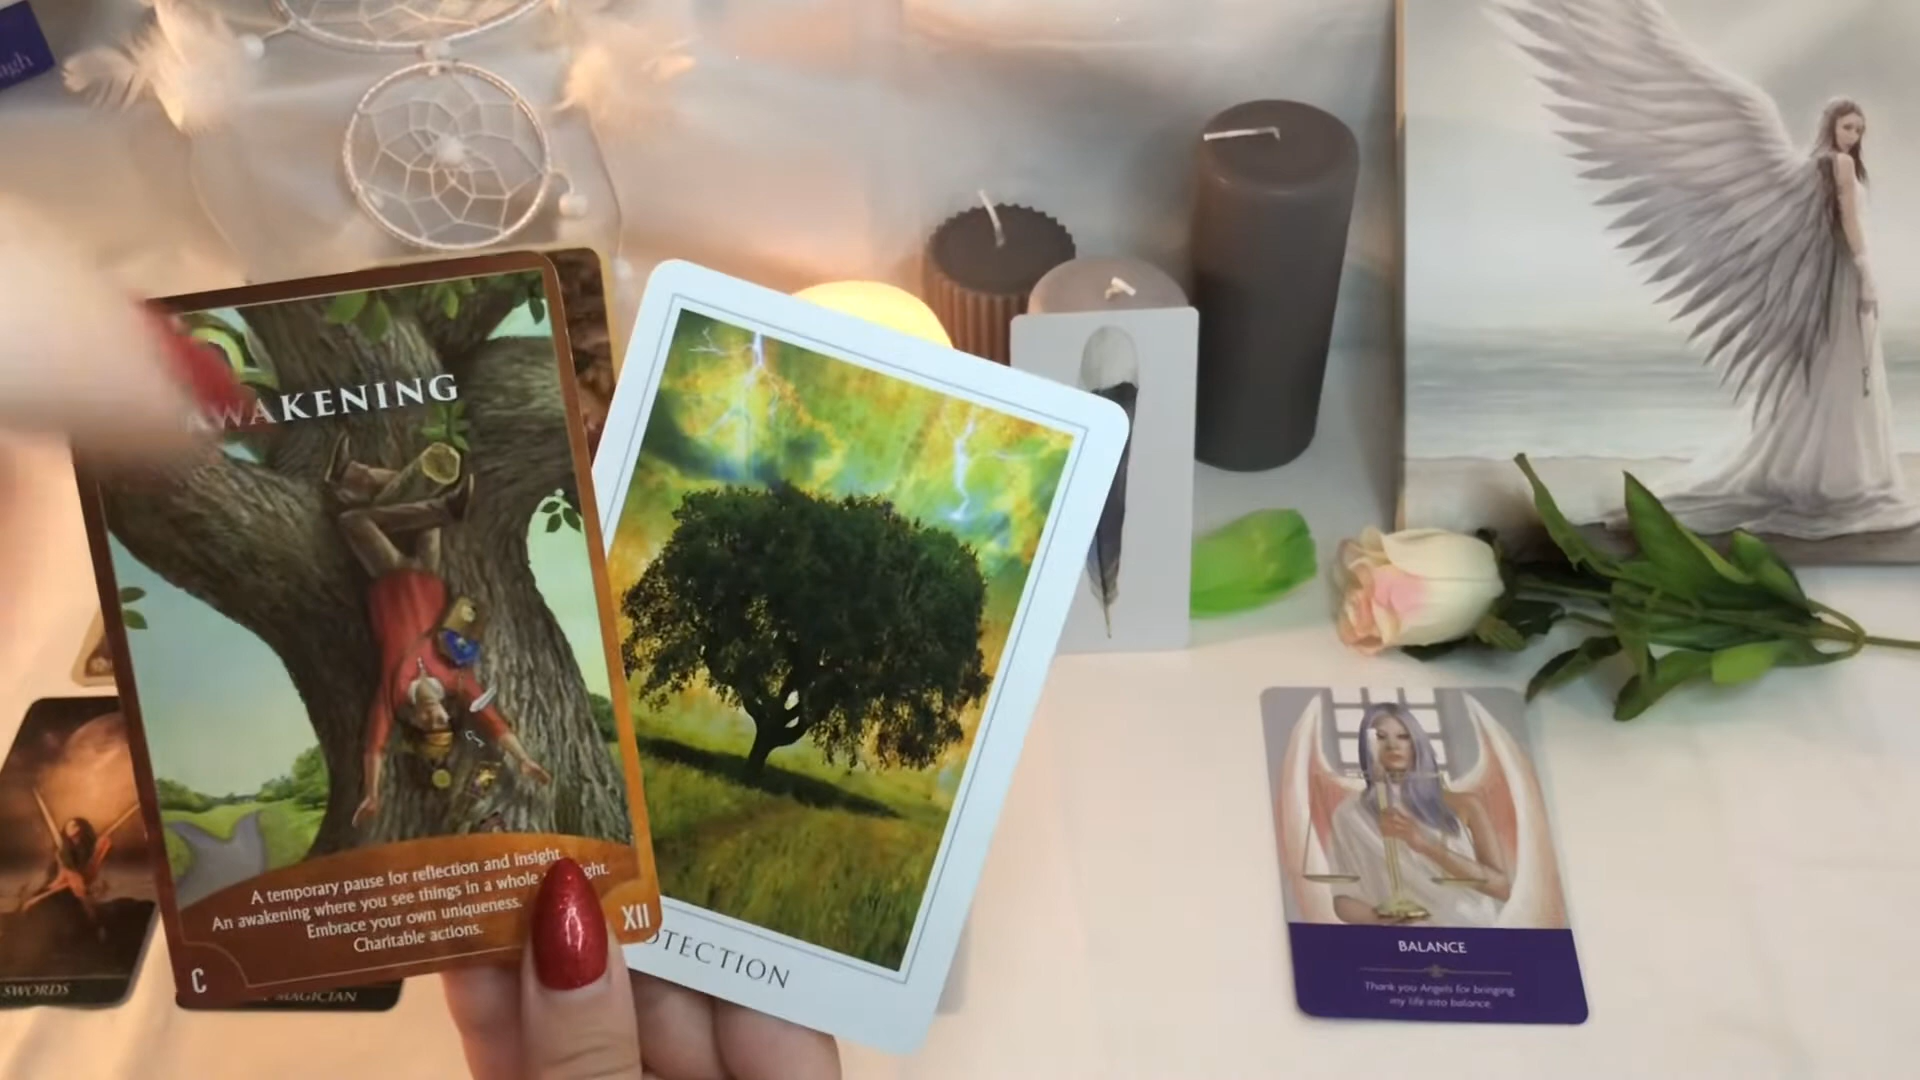 AWAKENING
A temporary pause for reflection and insight.
An awakening where you see things in a whole
Embrace your own uniqueness.
Charitable actions.
XII
C
SWORDS
MAGICIAN
BALANCE
Thank you Angels for bringing
my life into balance.